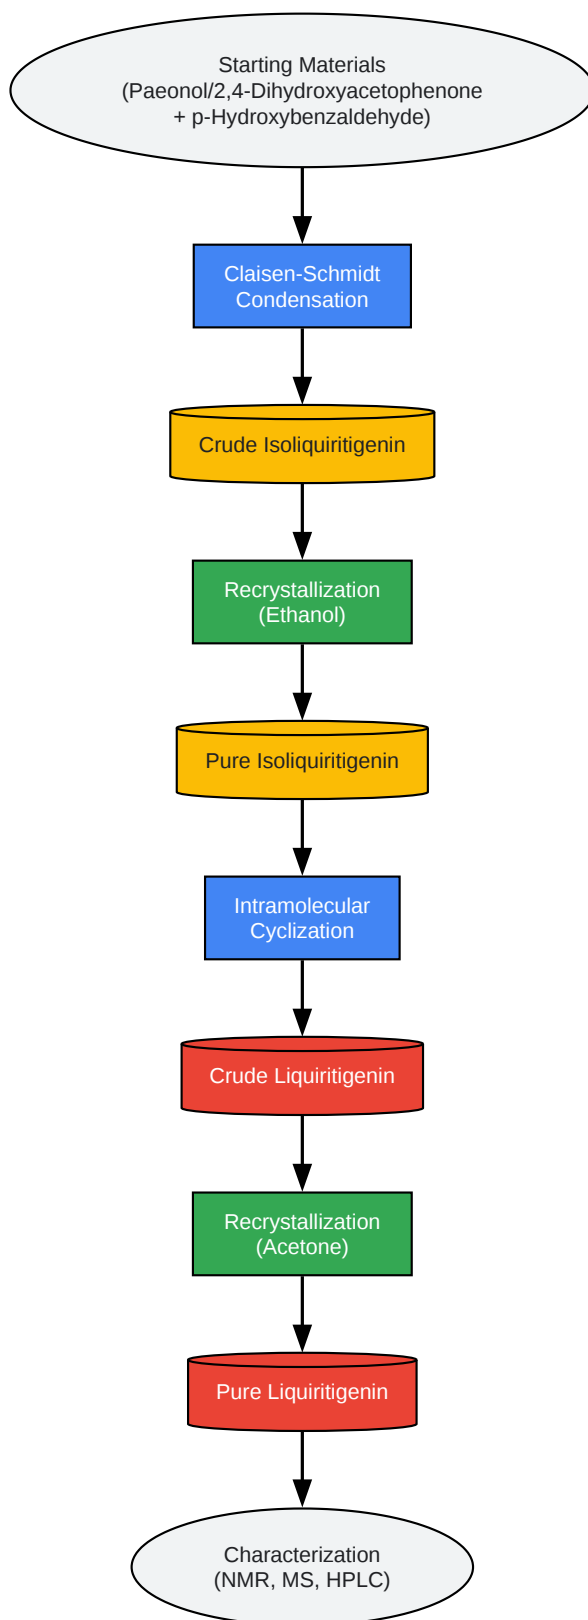 Starting Materials
(Paeonol/2,4-Dihydroxyacetophenone
+ p-Hydroxybenzaldehyde)
Claisen-Schmidt
Condensation
Crude Isoliquiritigenin
Recrystallization
(Ethanol)
Pure Isoliquiritigenin
Intramolecular
Cyclization
Crude Liquiritigenin
Recrystallization
(Acetone)
Pure Liquiritigenin
Characterization
(NMR, MS, HPLC)